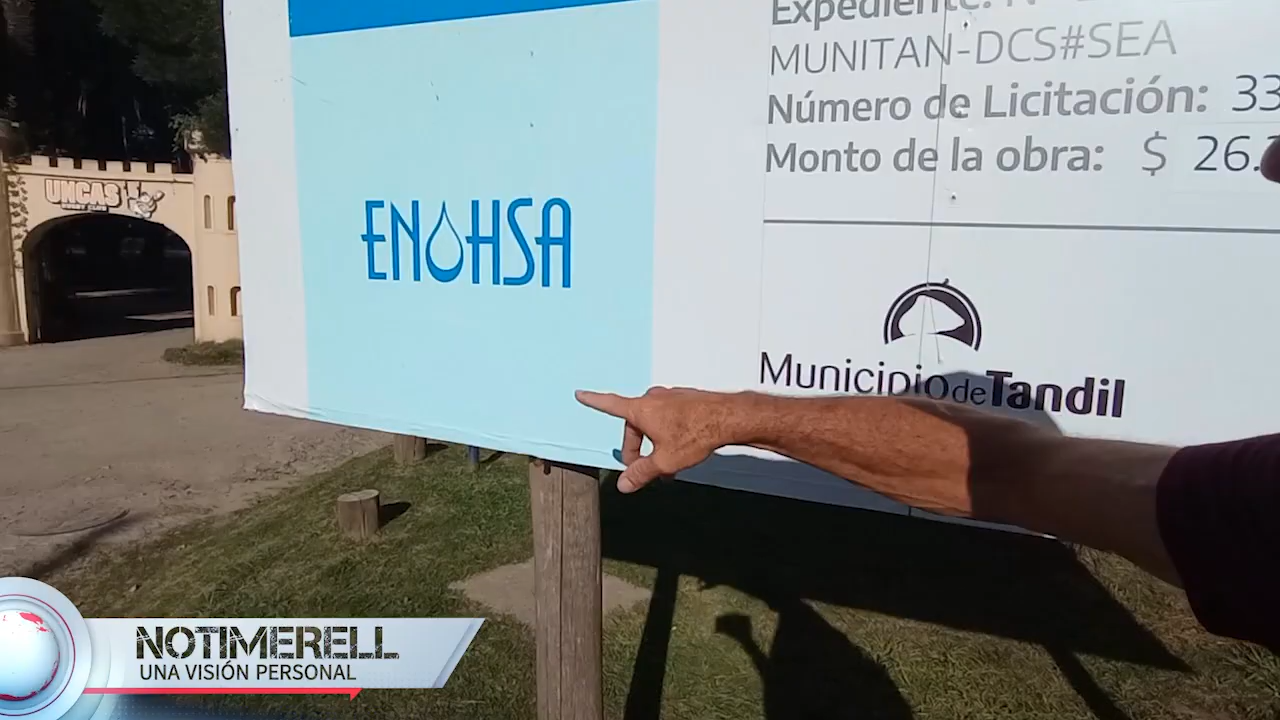 Expediente:
MUNITAN-DCS#SEA
Número de Licitación: 33
Monto de la obra: $ 26.
UNCAS
ENOHSA
Municipio de Tandil
NOTIMERELL
UNA VISIÓN PERSONAL